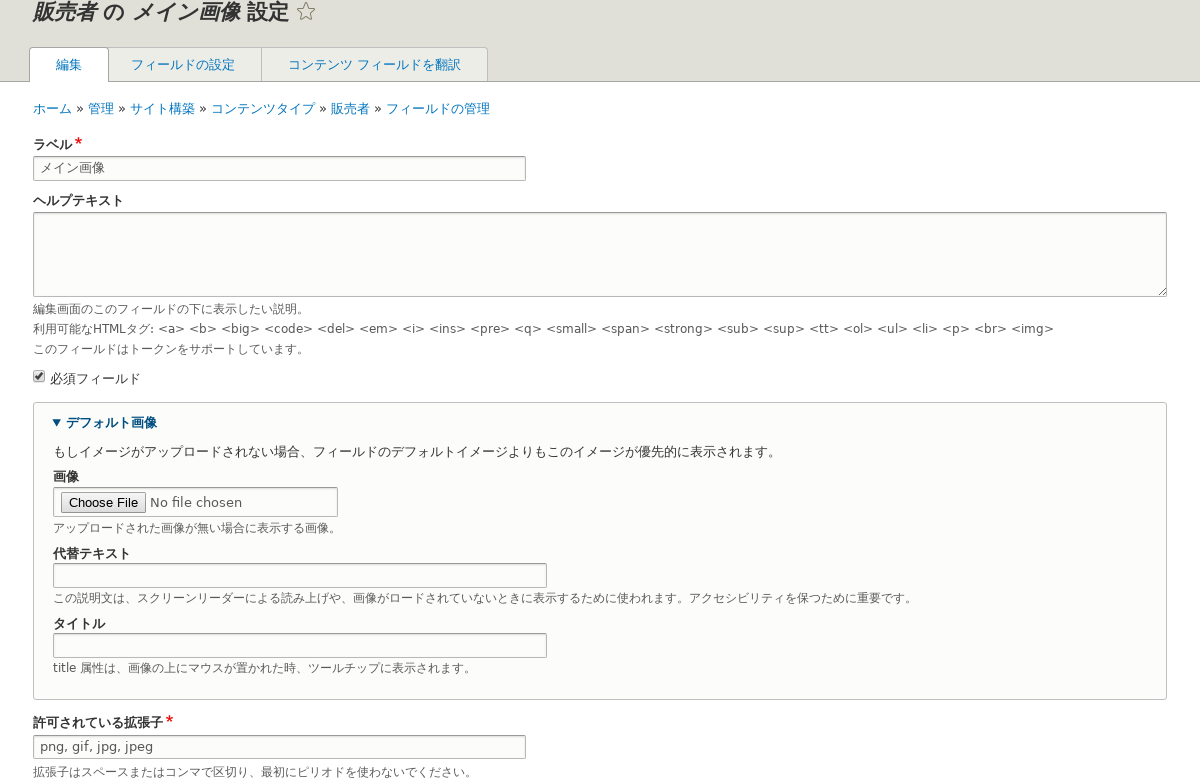 販売者 の メイン画像 設定
編集 フィールドの設定 コンテンツ フィールドを翻訳
ホーム » 管理 » サイト構築 » コンテンツタイプ » 販売者 » フィールドの管理
ラベル *
メイン画像
ヘルプテキスト
編集画面のこのフィールドの下に表示したい説明。
利用可能なHTMLタグ: <a> <b> <big> <code> <del> <em> <i> <ins> <pre> <q> <small> <span> <strong> <sub> <sup> <tt> <ol> <ul> <li> <p> <br> <img>
このフィールドはトークンをサポートしています。
必須フィールド
▼ デフォルト画像
もしイメージがアップロードされない場合、フィールドのデフォルトイメージよりもこのイメージが優先的に表示されます。
画像
Choose File No file chosen
アップロードされた画像が無い場合に表示する画像。
代替テキスト
この説明文は、スクリーンリーダーによる読み上げや、画像がロードされていないときに表示するために使われます。アクセシビリティを保つために重要です。
タイトル
title 属性は、画像の上にマウスが置かれた時、ツールチップに表示されます。
許可されている拡張子 *
png, gif, jpg, jpeg
拡張子はスペースまたはコンマで区切り、最初にピリオドを使わないでください。